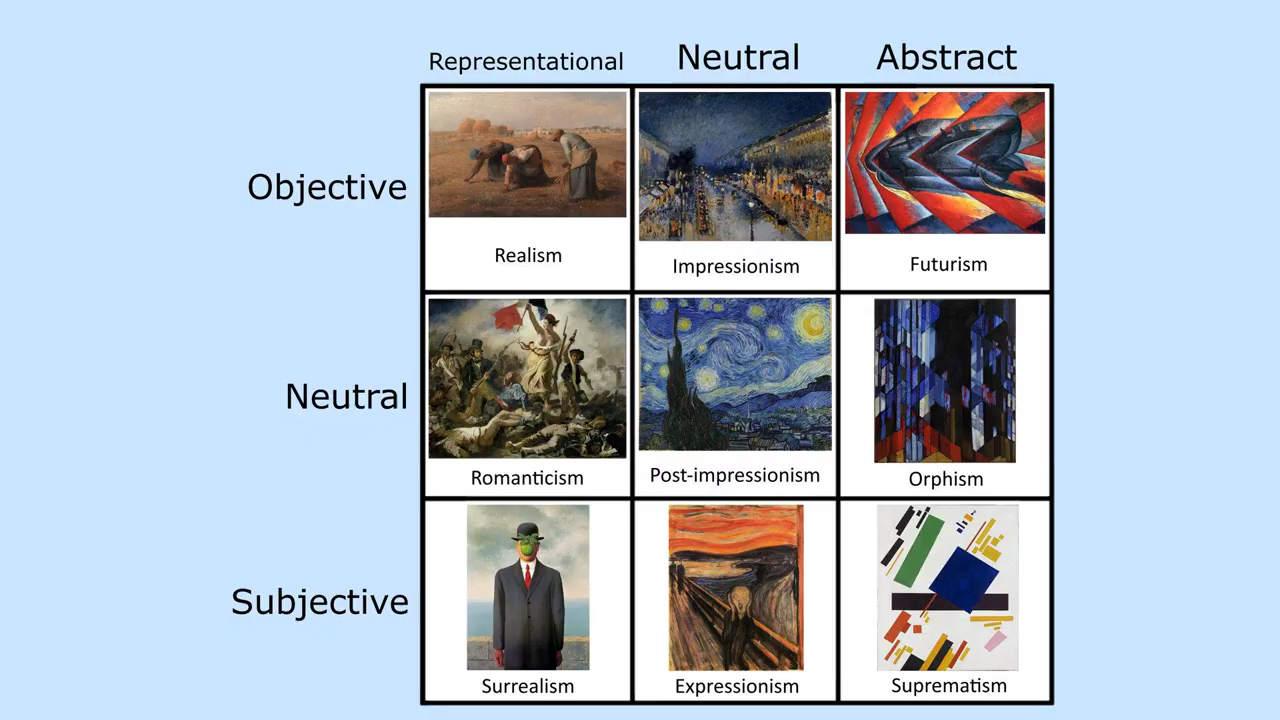 Representational Neutral Abstract
Objective
Realism Impressionism Futurism
Neutral
Romanticism Post-impressionism Orphism
Subjective
Surrealism Expressionism Suprematism